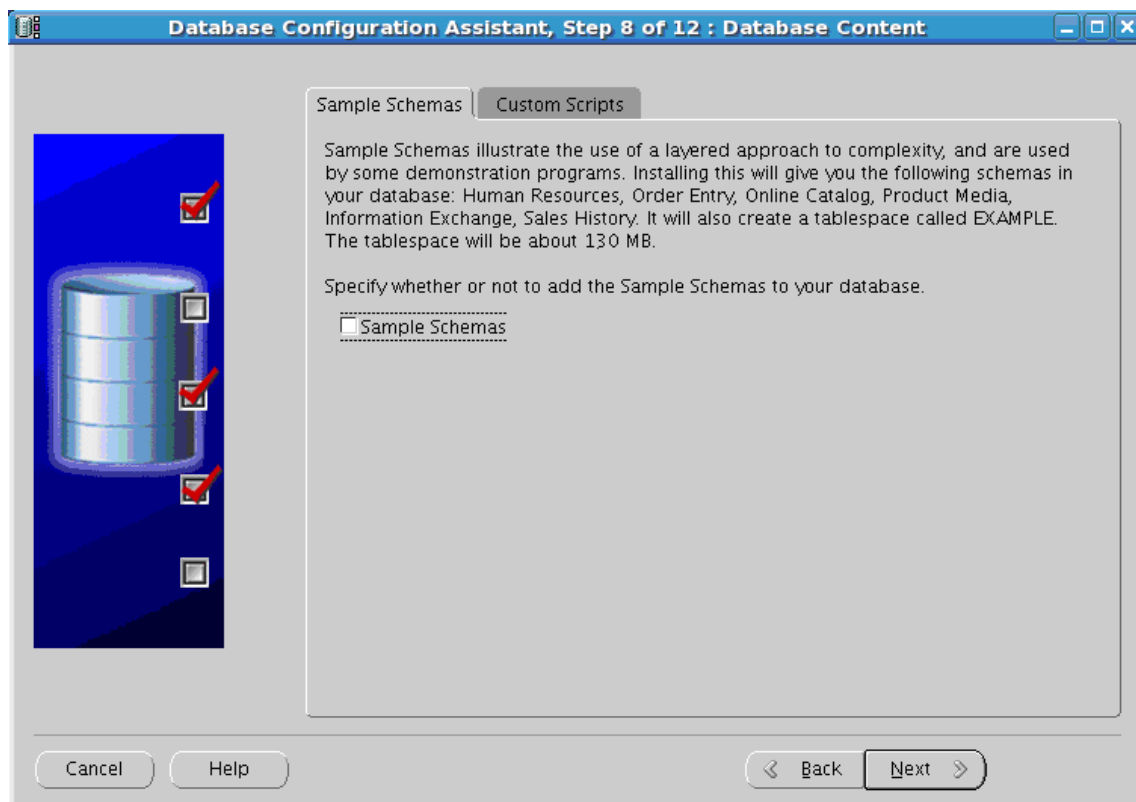 Database Configuration Assistant, Step 8 of 12 : Database Content
Sample Schemas
Custom Scripts
Sample Schemas illustrate the use of a layered approach to complexity, and are used
by some demonstration programs. Installing this will give you the following schemas in
your database: Human Resources, Order Entry, Online Catalog, Product Media,
Information Exchange, Sales History. It will also create a tablespace called EXAMPLE.
The tablespace will be about 130 MB.
Specify whether or not to add the Sample Schemas to your database.
Sample Schemas
Cancel
Help
Back
Next